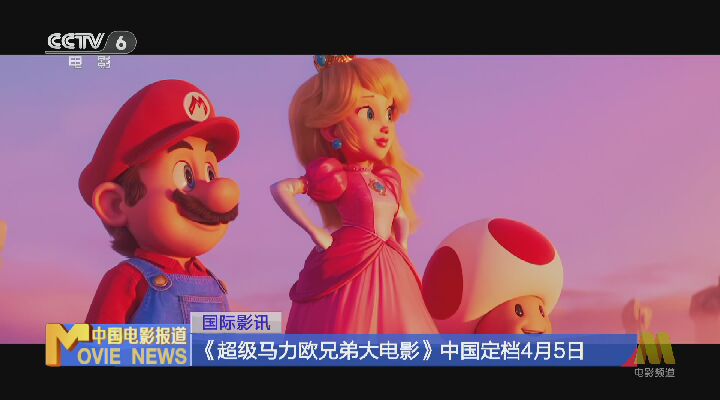 CCTV 6
电影
国际影讯
中国电影报道
MOVIE NEWS
《超级马力欧兄弟大电影》中国定档4月5日
M
电影频道